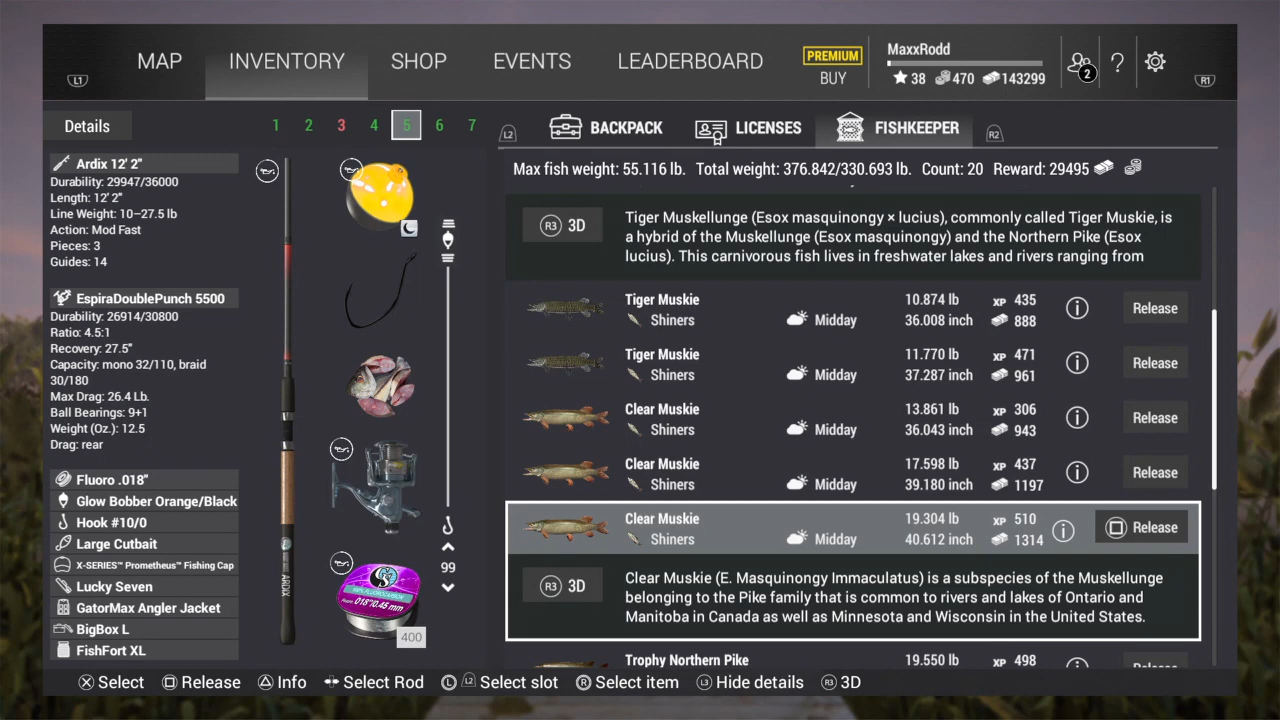 MAP
INVENTORY
SHOP
EVENTS
LEADERBOARD
PREMIUM
BUY
MaxxRodd
38
470
143299
2
?
L1
R1
Details
1 2 3 4 5 6 7
L2
BACKPACK
LICENSES
FISHKEEPER
R2
Max fish weight: 55.116 lb. Total weight: 376.842/330.693 lb. Count: 20 Reward: 29495
Ardix 12' 2"
Durability: 29947/36000
Length: 12' 2"
Line Weight: 10–27.5 lb
Action: Mod Fast
Pieces: 3
Guides: 14
EspiraDoublePunch 5500
Durability: 26914/30800
Ratio: 4.5:1
Recovery: 27.5"
Capacity: mono 32/110, braid
30/180
Max Drag: 26.4 Lb.
Ball Bearings: 9+1
Weight (Oz.): 12.5
Drag: rear
Fluoro .018"
Glow Bobber Orange/Black
Hook #10/0
Large Cutbait
X-SERIES™ Prometheus™ Fishing Cap
Lucky Seven
GatorMax Angler Jacket
BigBox L
FishFort XL
ARDIX
99
018"/0.45 mm
400
R3 3D
Tiger Muskellunge (Esox masquinongy × lucius), commonly called Tiger Muskie, is
a hybrid of the Muskellunge (Esox masquinongy) and the Northern Pike (Esox
lucius). This carnivorous fish lives in freshwater lakes and rivers ranging from
Tiger Muskie 10.874 lb XP 435
Shiners Midday 36.008 inch 888
Release
Tiger Muskie 11.770 lb XP 471
Shiners Midday 37.287 inch 961
Release
Clear Muskie 13.861 lb XP 306
Shiners Midday 36.043 inch 943
Release
Clear Muskie 17.598 lb XP 437
Shiners Midday 39.180 inch 1197
Release
Clear Muskie 19.304 lb XP 510
Shiners Midday 40.612 inch 1314
Release
R3 3D
Clear Muskie (E. Masquinongy Immaculatus) is a subspecies of the Muskellunge
belonging to the Pike family that is common to rivers and lakes of Ontario and
Manitoba in Canada as well as Minnesota and Wisconsin in the United States.
Trophy Northern Pike 19.550 lb XP 498
Release
Select
Release
Info
Select Rod
L L2 Select slot
R Select item
L3 Hide details
R3 3D